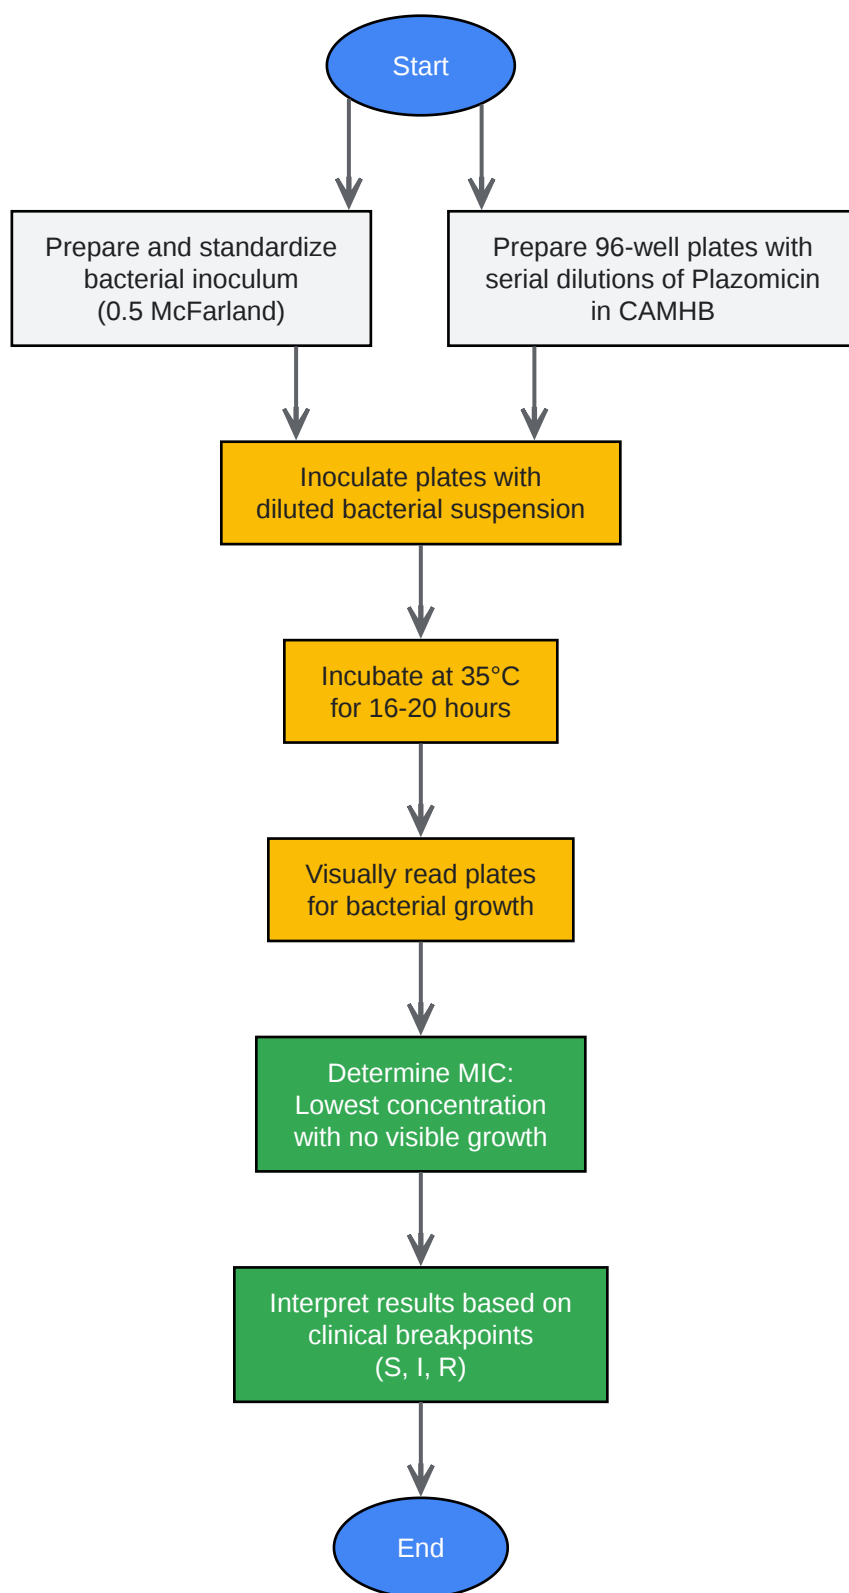 Start
Prepare and standardize
bacterial inoculum
(0.5 McFarland)
Prepare 96-well plates with
serial dilutions of Plazomicin
in CAMHB
Inoculate plates with
diluted bacterial suspension
Incubate at 35°C
for 16-20 hours
Visually read plates
for bacterial growth
Determine MIC:
Lowest concentration
with no visible growth
Interpret results based on
clinical breakpoints
(S, I, R)
End